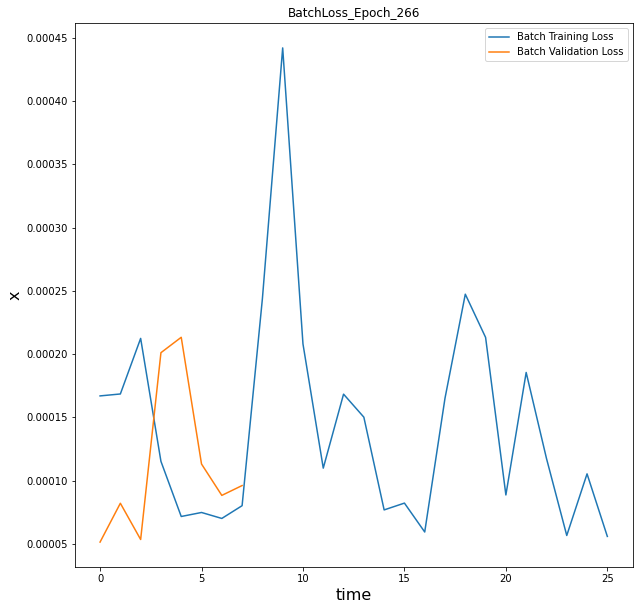 BatchLoss_Epoch_266
Batch Training Loss
Batch Validation Loss
0.00045
0.00040
0.00035
0.00030
0.00025
0.00020
0.00015
0.00010
0.00005
x
0 5 10 15 20 25
time